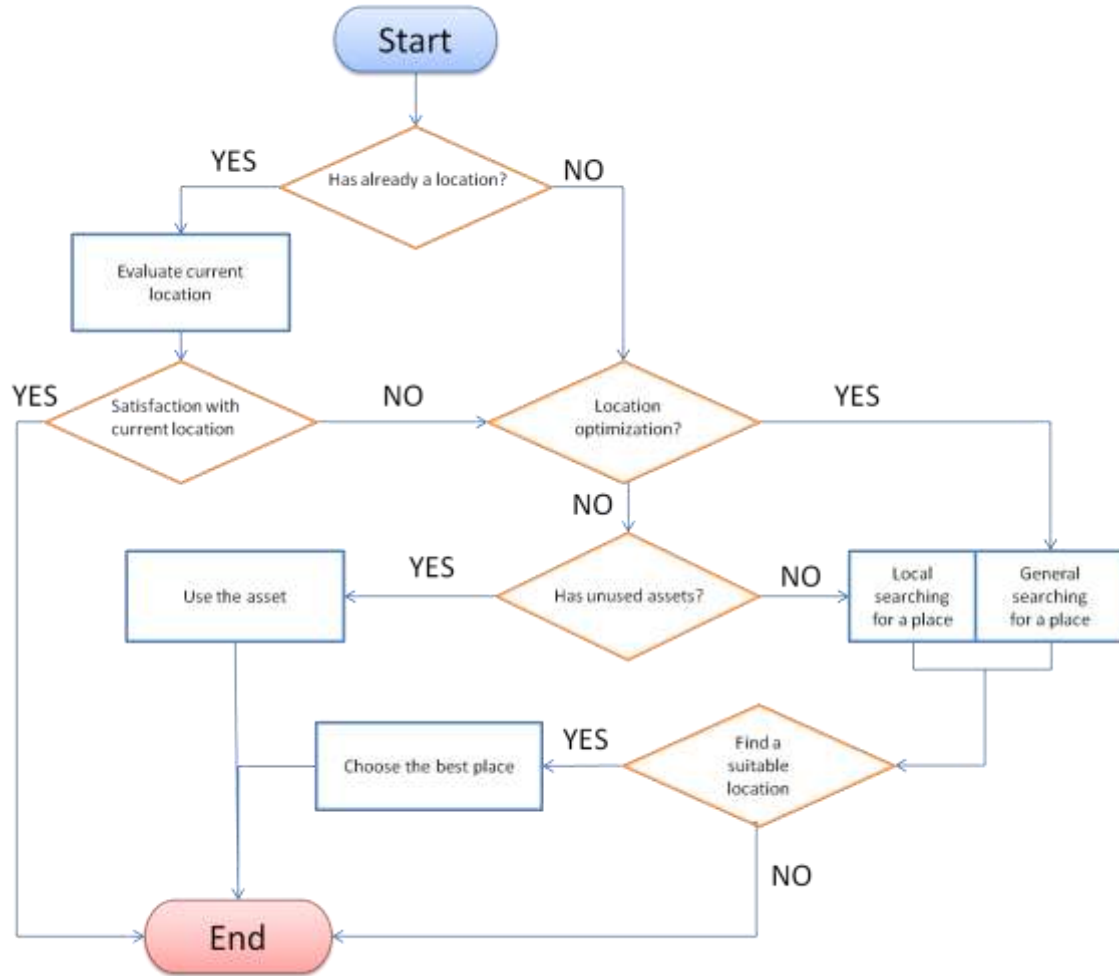 Start
YES
NO
Has already a location?
Evaluate current
location
YES
Satisfaction with
current location
NO
Location
optimization?
YES
NO
Use the asset
YES
Has unused assets?
NO
Local
searching
for a place
General
searching
for a place
Choose the best place
YES
Find a
suitable
location
NO
End